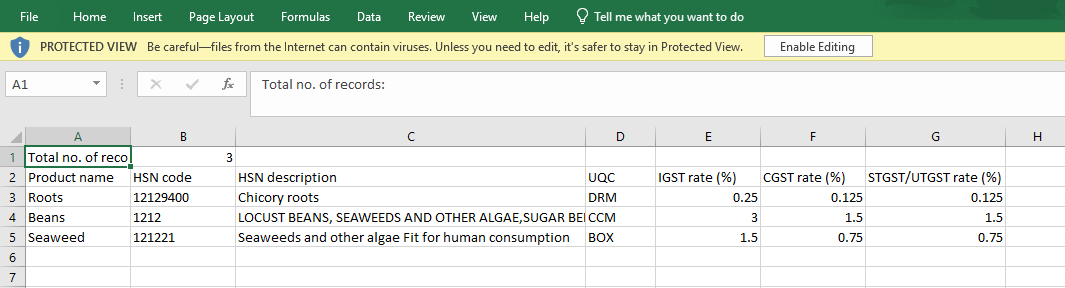 File Home Insert Page Layout Formulas Data Review View Help Tell me what you want to do
PROTECTED VIEW Be careful—files from the Internet can contain viruses. Unless you need to edit, it's safer to stay in Protected View. Enable Editing
A1 fx Total no. of records:
A B C D E F G H
1 Total no. of reco 3
2 Product name HSN code HSN description UQC IGST rate (%) CGST rate (%) STGST/UTGST rate (%)
3 Roots 12129400 Chicory roots DRM 0.25 0.125 0.125
4 Beans 1212 LOCUST BEANS, SEAWEEDS AND OTHER ALGAE,SUGAR BE CCM 3 1.5 1.5
5 Seaweed 121221 Seaweeds and other algae Fit for human consumption BOX 1.5 0.75 0.75
6
7